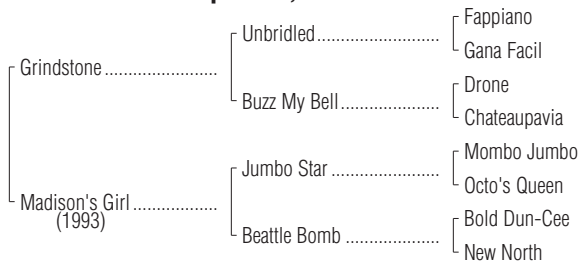 Fappiano
Unbridled
Gana Facil
Grindstone
Drone
Buzz My Bell
Chateaupavia
Mombo Jumbo
Jumbo Star
Octo's Queen
Madison's Girl
(1993)
Bold Dun-Cee
Beattle Bomb
New North